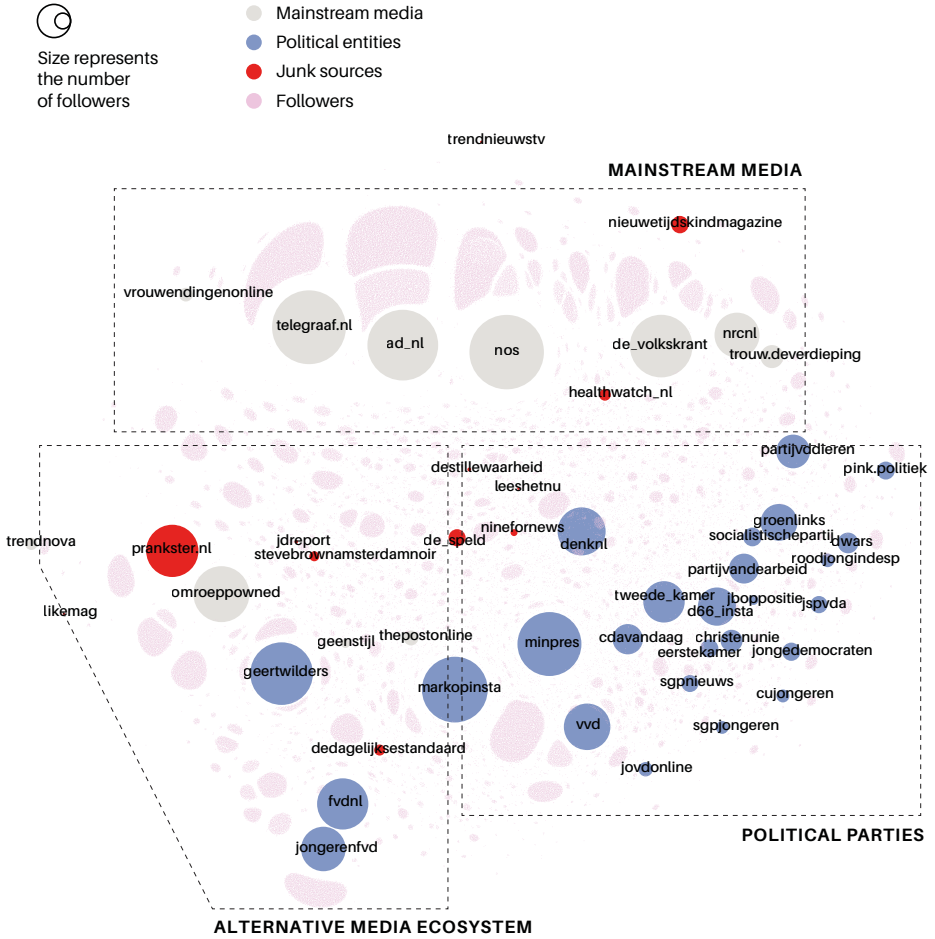 Size represents
the number
of followers
Mainstream media
Political entities
Junk sources
Followers
trendnieuwstv
MAINSTREAM MEDIA
nieuwetijdskindmagazine
vrouwendingenonline
telegraaf.nl
ad_nl
nos
de_volkskrant
nrcnl
trouw.deverdieping
healthwatch_nl
partijvddieren
pink.politiek
destillewaarheid
leeshetnu
groenlinks
socialistischepartij
dwars
roodjongindesp
ninefornews
denknl
de_speld
trendnova
prankster.nl
jdreport
stevebrownamsterdamnoir
partijvandearbeid
omroeppowned
likemag
tweede_kamer
jboppositie
jspvda
d66_insta
geenstijl
thepostonline
minpres
cdavandaag
christenunie
eerstekamer
jongedemocraten
geertwilders
markopinsta
sgpnieuws
cujongeren
vvd
sgpjongeren
dedagelijksestandaard
jovdonline
fvdnl
jongerenfvd
POLITICAL PARTIES
ALTERNATIVE MEDIA ECOSYSTEM